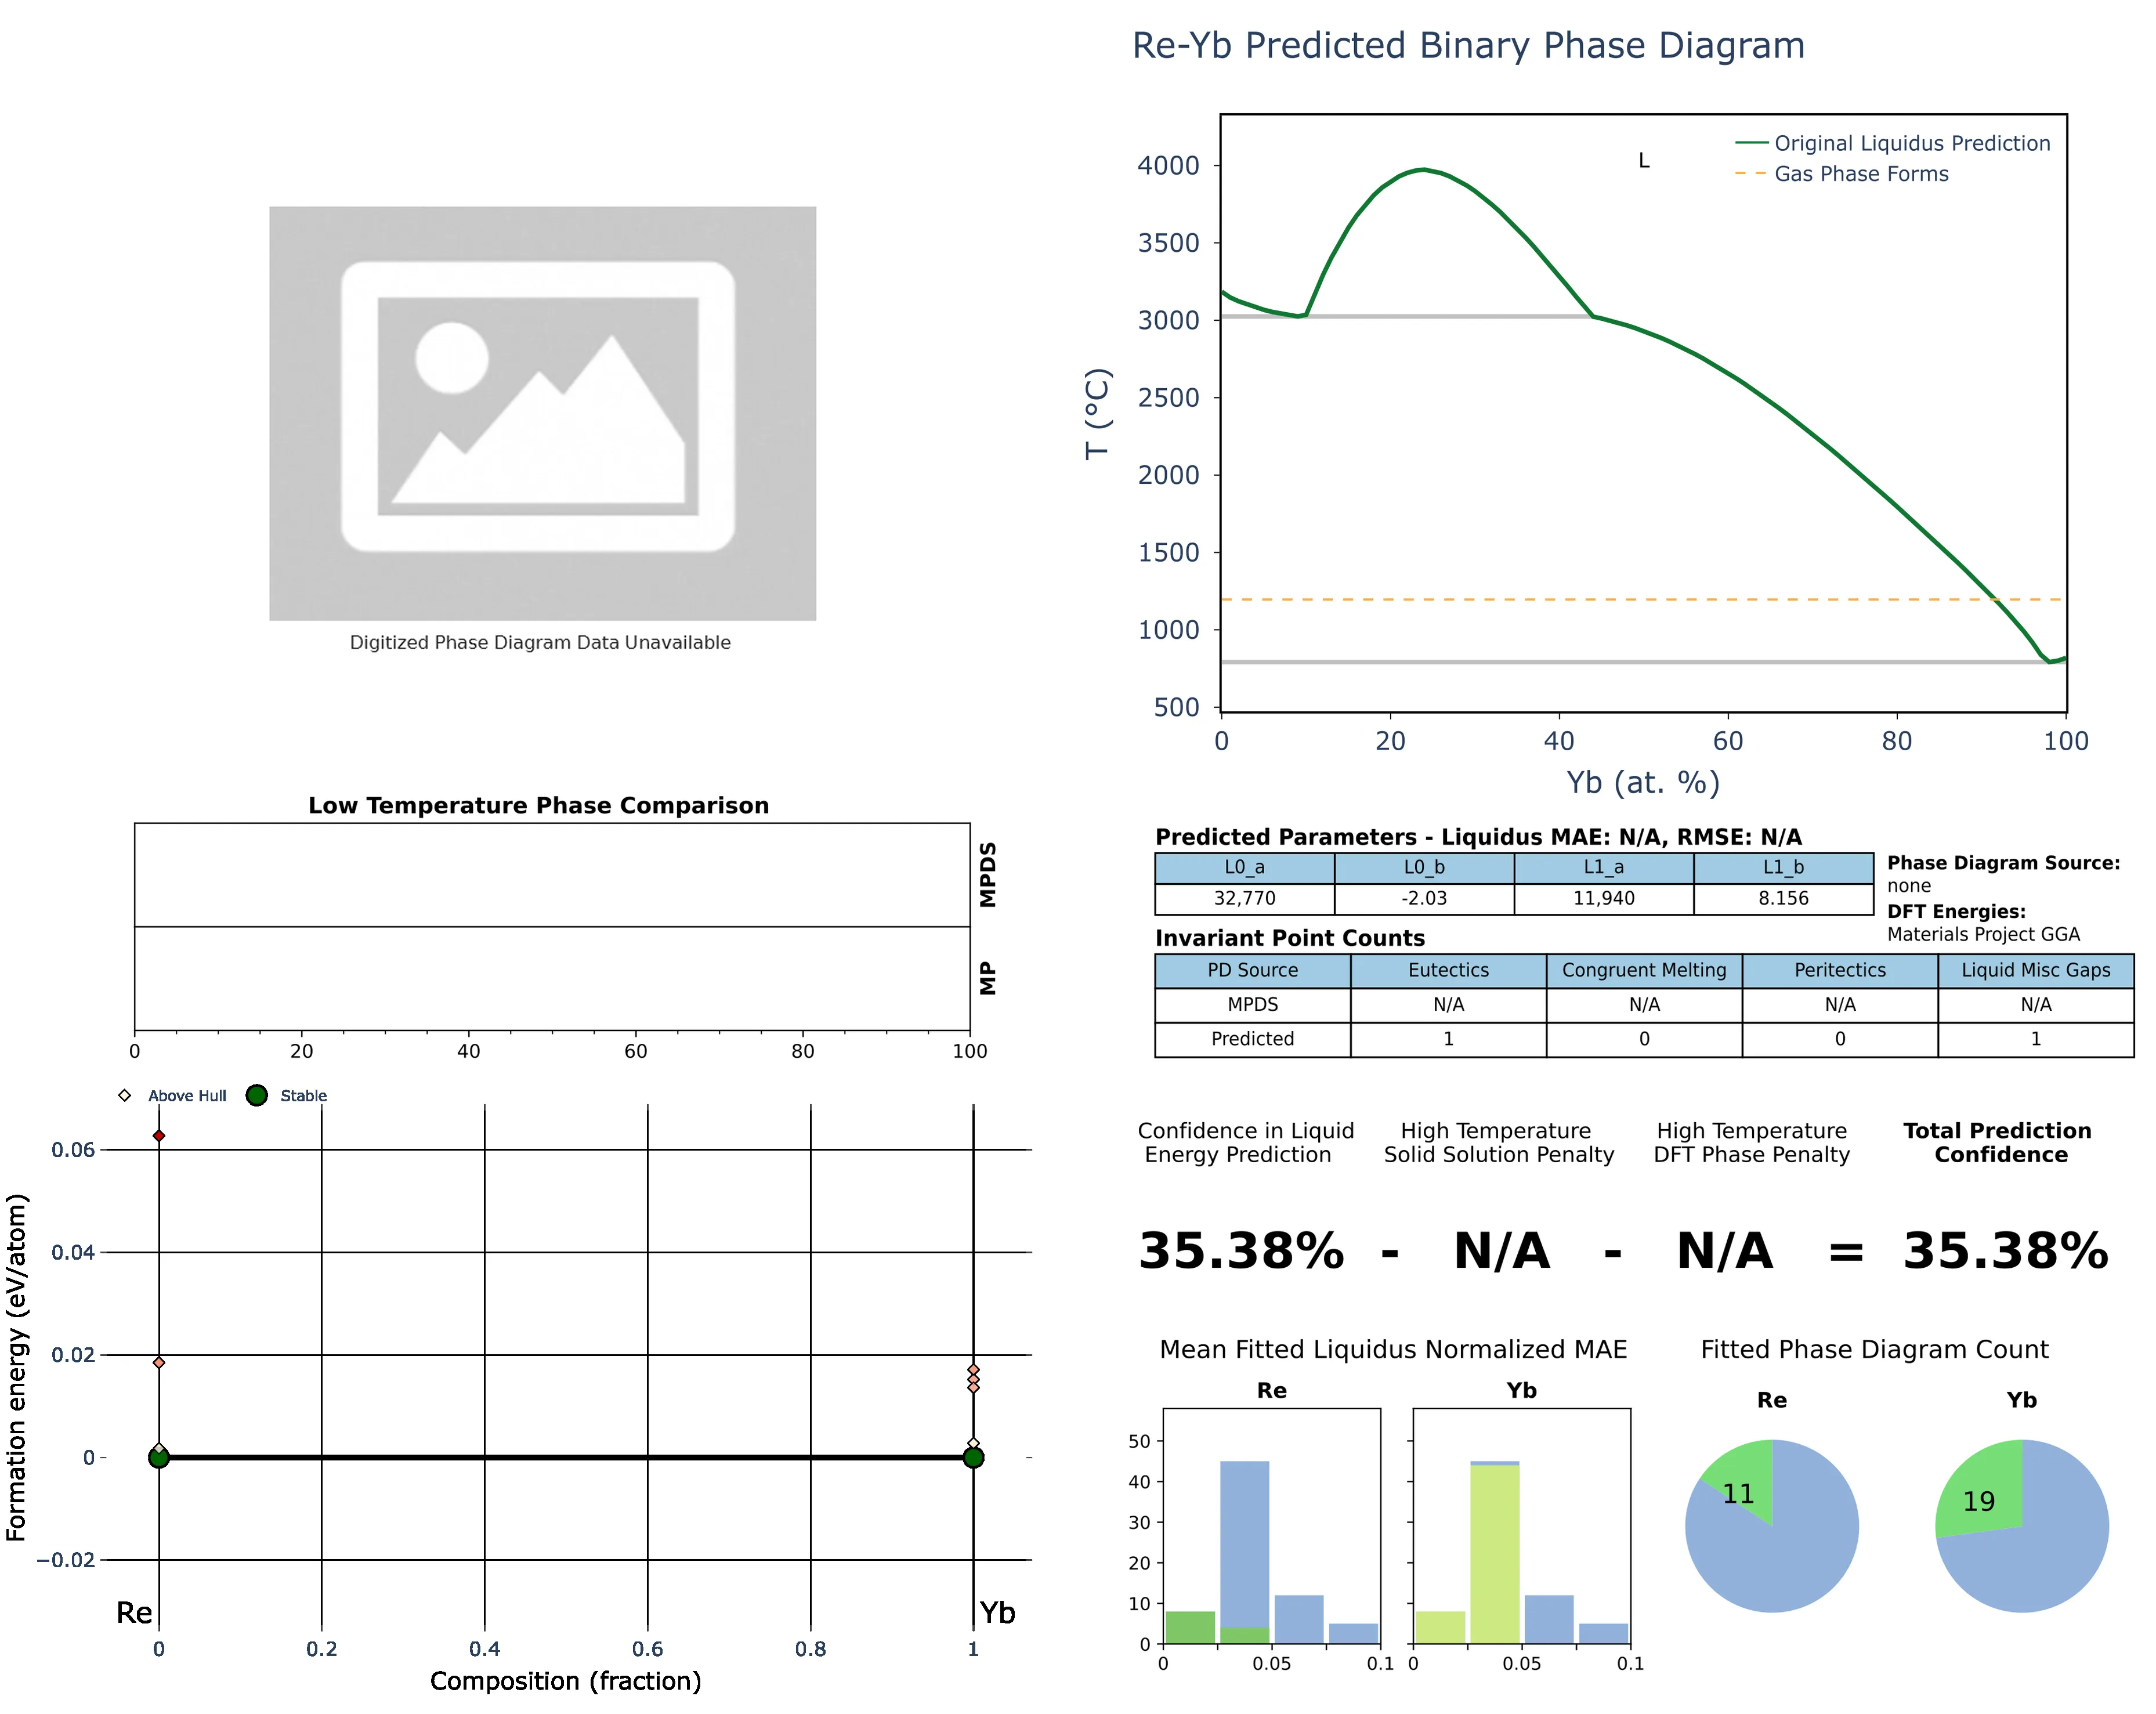 Re-Yb Predicted Binary Phase Diagram
Original Liquidus Prediction
Gas Phase Forms
L
4000
3500
3000
2500
2000
1500
1000
500
T (°C)
0 20 40 60 80 100
Yb (at. %)
Digitized Phase Diagram Data Unavailable
Low Temperature Phase Comparison
MPDS
MP
0 20 40 60 80 100
Predicted Parameters - Liquidus MAE: N/A, RMSE: N/A
L0_a L0_b L1_a L1_b
32,770 -2.03 11,940 8.156
Phase Diagram Source:
none
DFT Energies:
Materials Project GGA
Invariant Point Counts
PD Source Eutectics Congruent Melting Peritectics Liquid Misc Gaps
MPDS N/A N/A N/A N/A
Predicted 1 0 0 1
Above Hull Stable
0.06
0.04
0.02
0
−0.02
Formation energy (eV/atom)
Re Yb
0 0.2 0.4 0.6 0.8 1
Composition (fraction)
Confidence in Liquid
Energy Prediction
High Temperature
Solid Solution Penalty
High Temperature
DFT Phase Penalty
Total Prediction
Confidence
35.38% - N/A - N/A = 35.38%
Mean Fitted Liquidus Normalized MAE
Re Yb
50
40
30
20
10
0
0 0.05 0.1 0 0.05 0.1
Fitted Phase Diagram Count
Re Yb
11 19